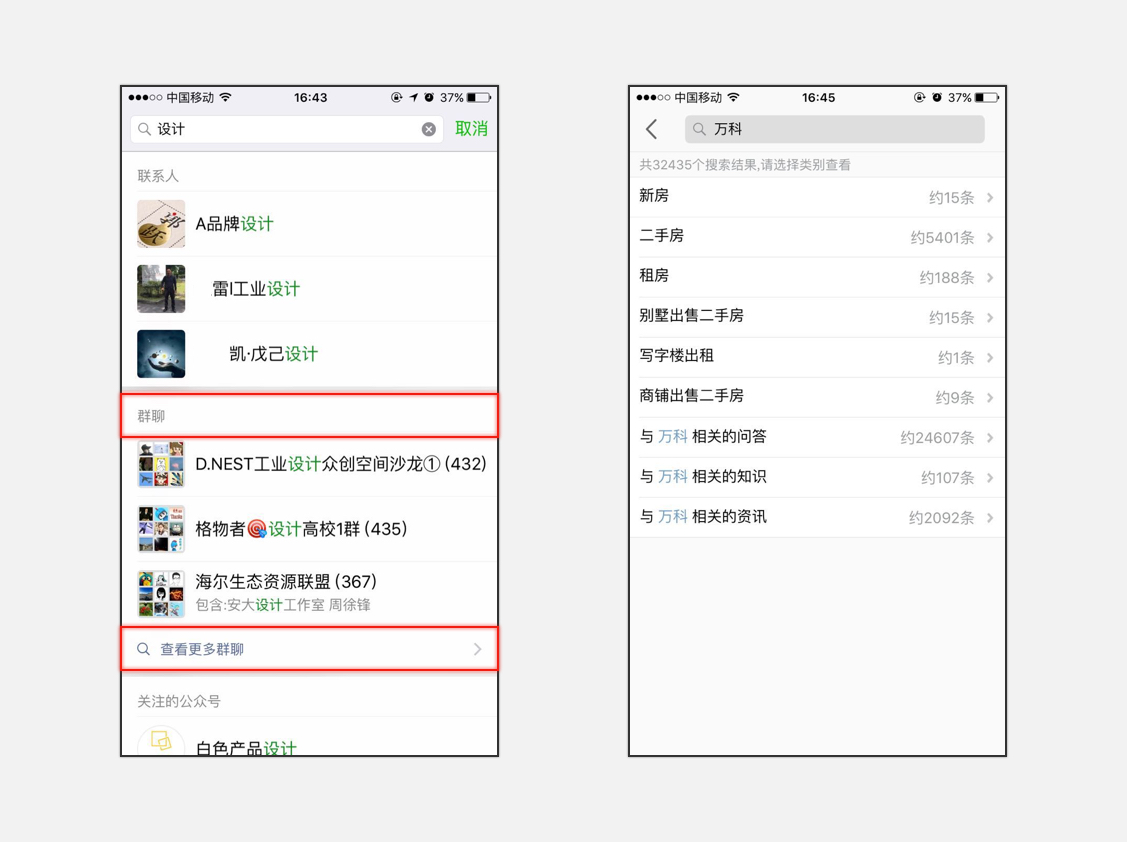 中国移动 16:43 37%
设计 取消
联系人
A品牌设计
雷I工业设计
凯·戊己设计
群聊
D.NEST工业设计众创空间沙龙① (432)
格物者🎯设计高校1群 (435)
海尔生态资源联盟 (367)
包含:安大设计工作室 周徐锋
查看更多群聊
关注的公众号
白色产品设计
中国移动 16:45 37%
万科
共32435个搜索结果,请选择类别查看
新房 约15条
二手房 约5401条
租房 约188条
别墅出售二手房 约15条
写字楼出租 约1条
商铺出售二手房 约9条
与 万科 相关的问答 约24607条
与 万科 相关的知识 约107条
与 万科 相关的资讯 约2092条